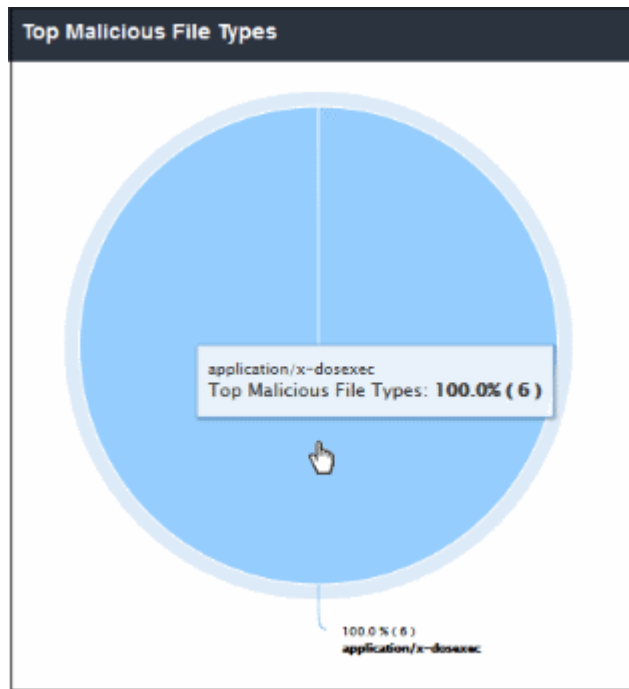 Top Malicious File Types
application/x-dosexec
Top Malicious File Types: 100.0% ( 6 )
100.0 % ( 6 )
application/x-dosexec